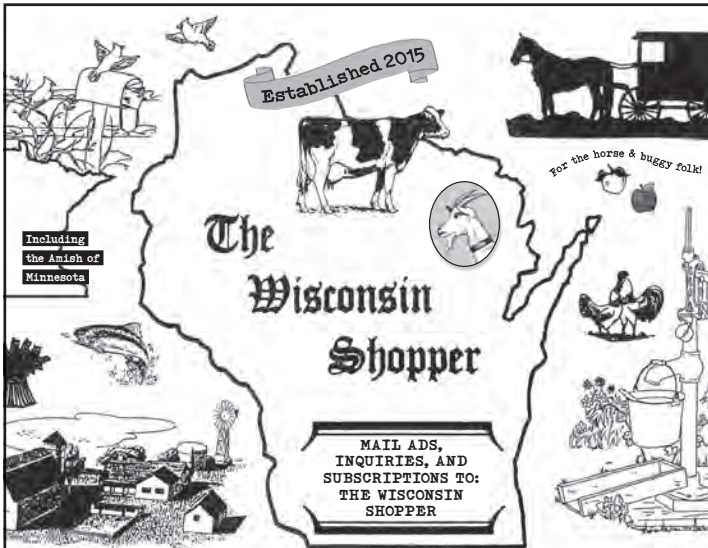 Established 2015
For the horse & buggy folk!
Including
the Amish of
Minnesota
The
Wisconsin
Shopper
MAIL ADS,
INQUIRIES, AND
SUBSCRIPTIONS TO:
THE WISCONSIN
SHOPPER